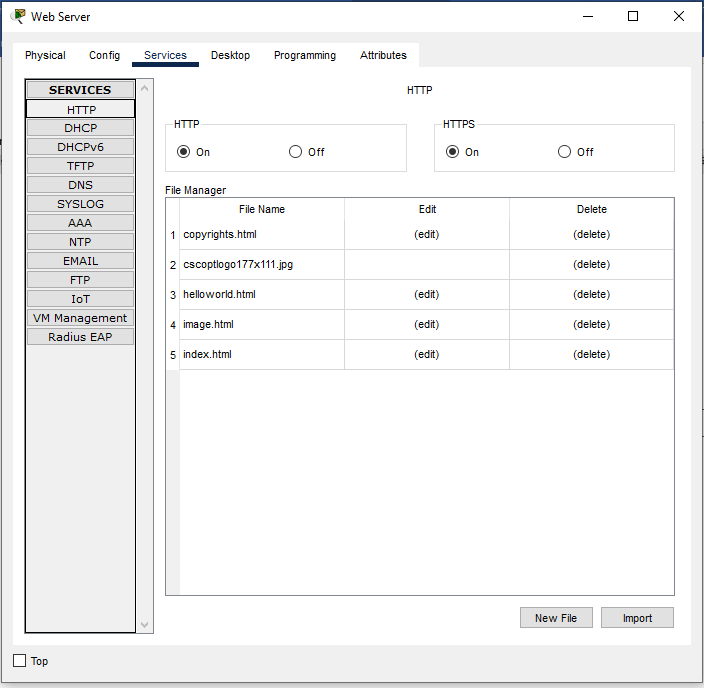 Web Server
Physical Config Services Desktop Programming Attributes
SERVICES
HTTP
DHCP
DHCPv6
TFTP
DNS
SYSLOG
AAA
NTP
EMAIL
FTP
IoT
VM Management
Radius EAP
HTTP
HTTP
On Off
HTTPS
On Off
File Manager
File Name Edit Delete
1 copyrights.html (edit) (delete)
2 cscoptlogo177x111.jpg (delete)
3 helloworld.html (edit) (delete)
4 image.html (edit) (delete)
5 index.html (edit) (delete)
New File Import
Top